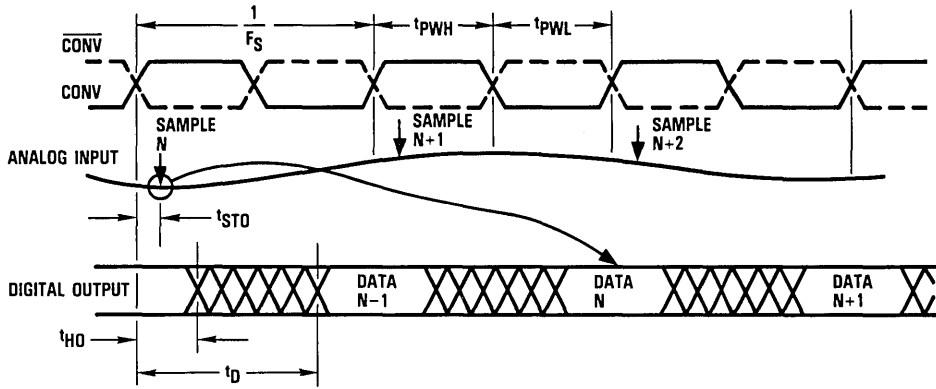 1
F_S
t_PWH
t_PWL
CONV
CONV
SAMPLE
N
SAMPLE
N+1
SAMPLE
N+2
ANALOG INPUT
t_STO
DIGITAL OUTPUT
DATA
N−1
DATA
N
DATA
N+1
t_HO
t_D